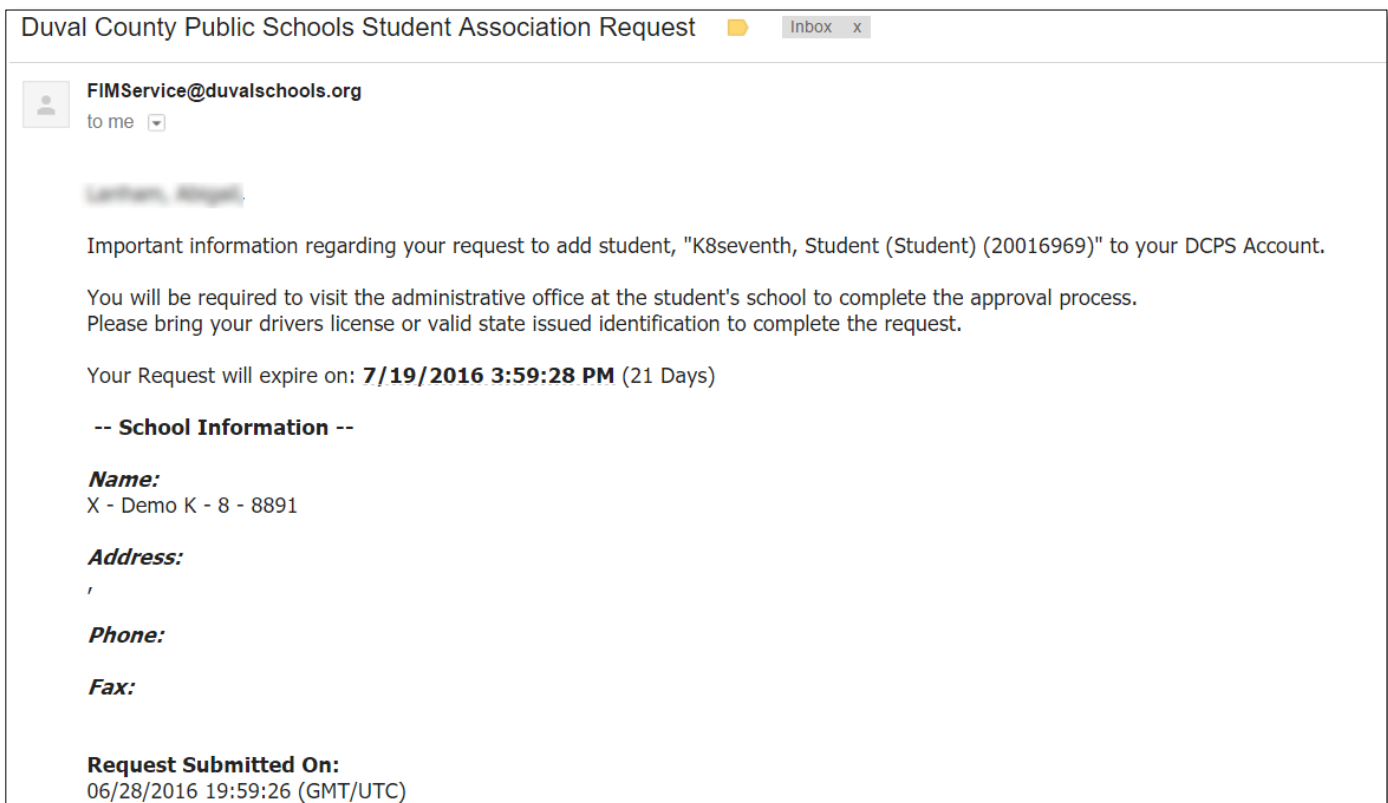 Duval County Public Schools Student Association Request Inbox x
FIMService@duvalschools.org
to me
Important information regarding your request to add student, "K8seventh, Student (Student) (20016969)" to your DCPS Account.
You will be required to visit the administrative office at the student's school to complete the approval process.
Please bring your drivers license or valid state issued identification to complete the request.
Your Request will expire on: 7/19/2016 3:59:28 PM (21 Days)
-- School Information --
Name:
X - Demo K - 8 - 8891
Address:
,
Phone:
Fax:
Request Submitted On:
06/28/2016 19:59:26 (GMT/UTC)